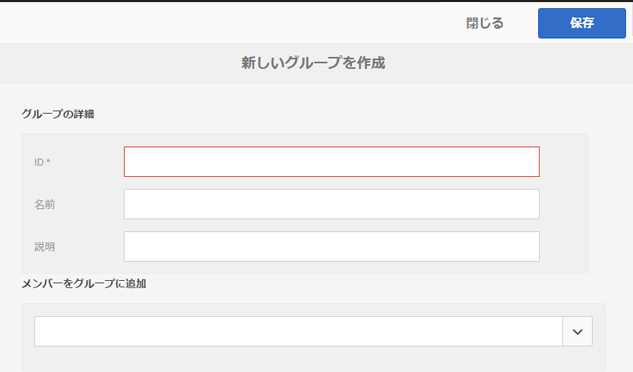 閉じる 保存
新しいグループを作成
グループの詳細
ID *
名前
説明
メンバーをグループに追加